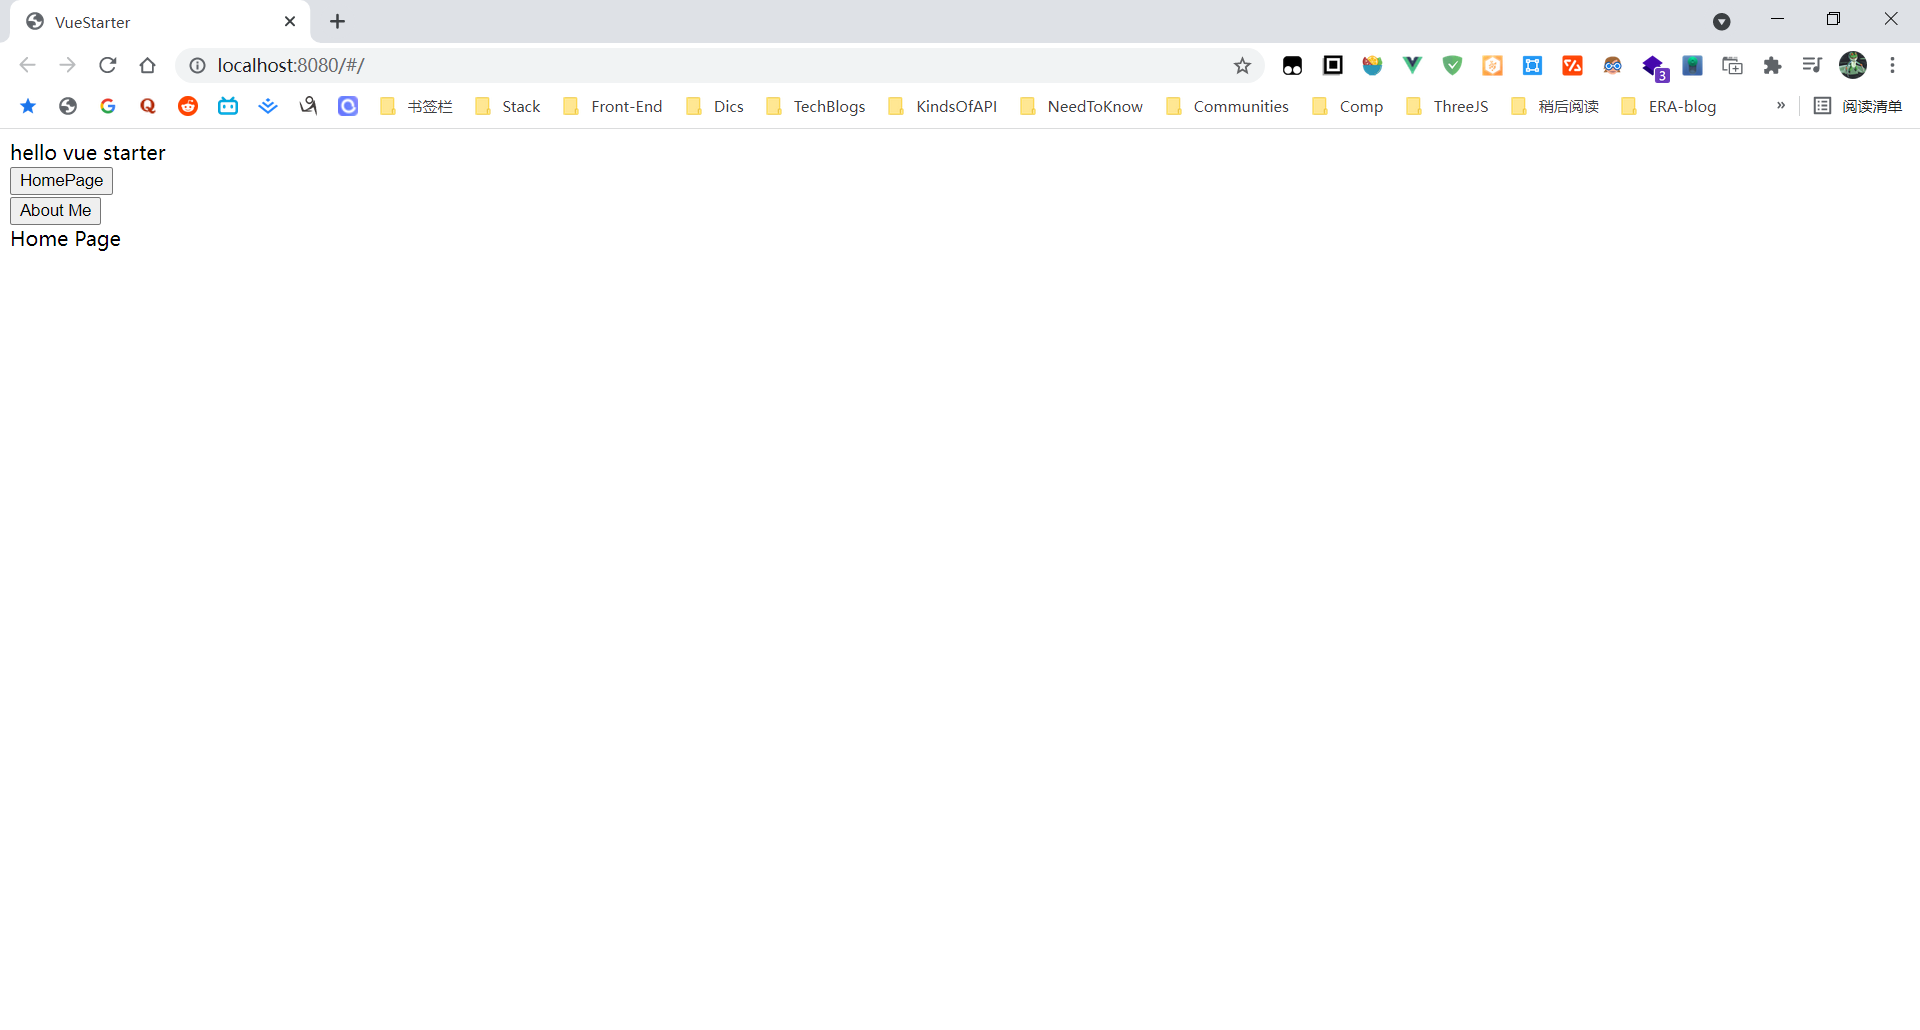 VueStarter
localhost:8080/#/
3
书签栏 Stack Front-End Dics TechBlogs KindsOfAPI NeedToKnow Communities Comp ThreeJS 稍后阅读 ERA-blog » 阅读清单
hello vue starter
HomePage
About Me
Home Page